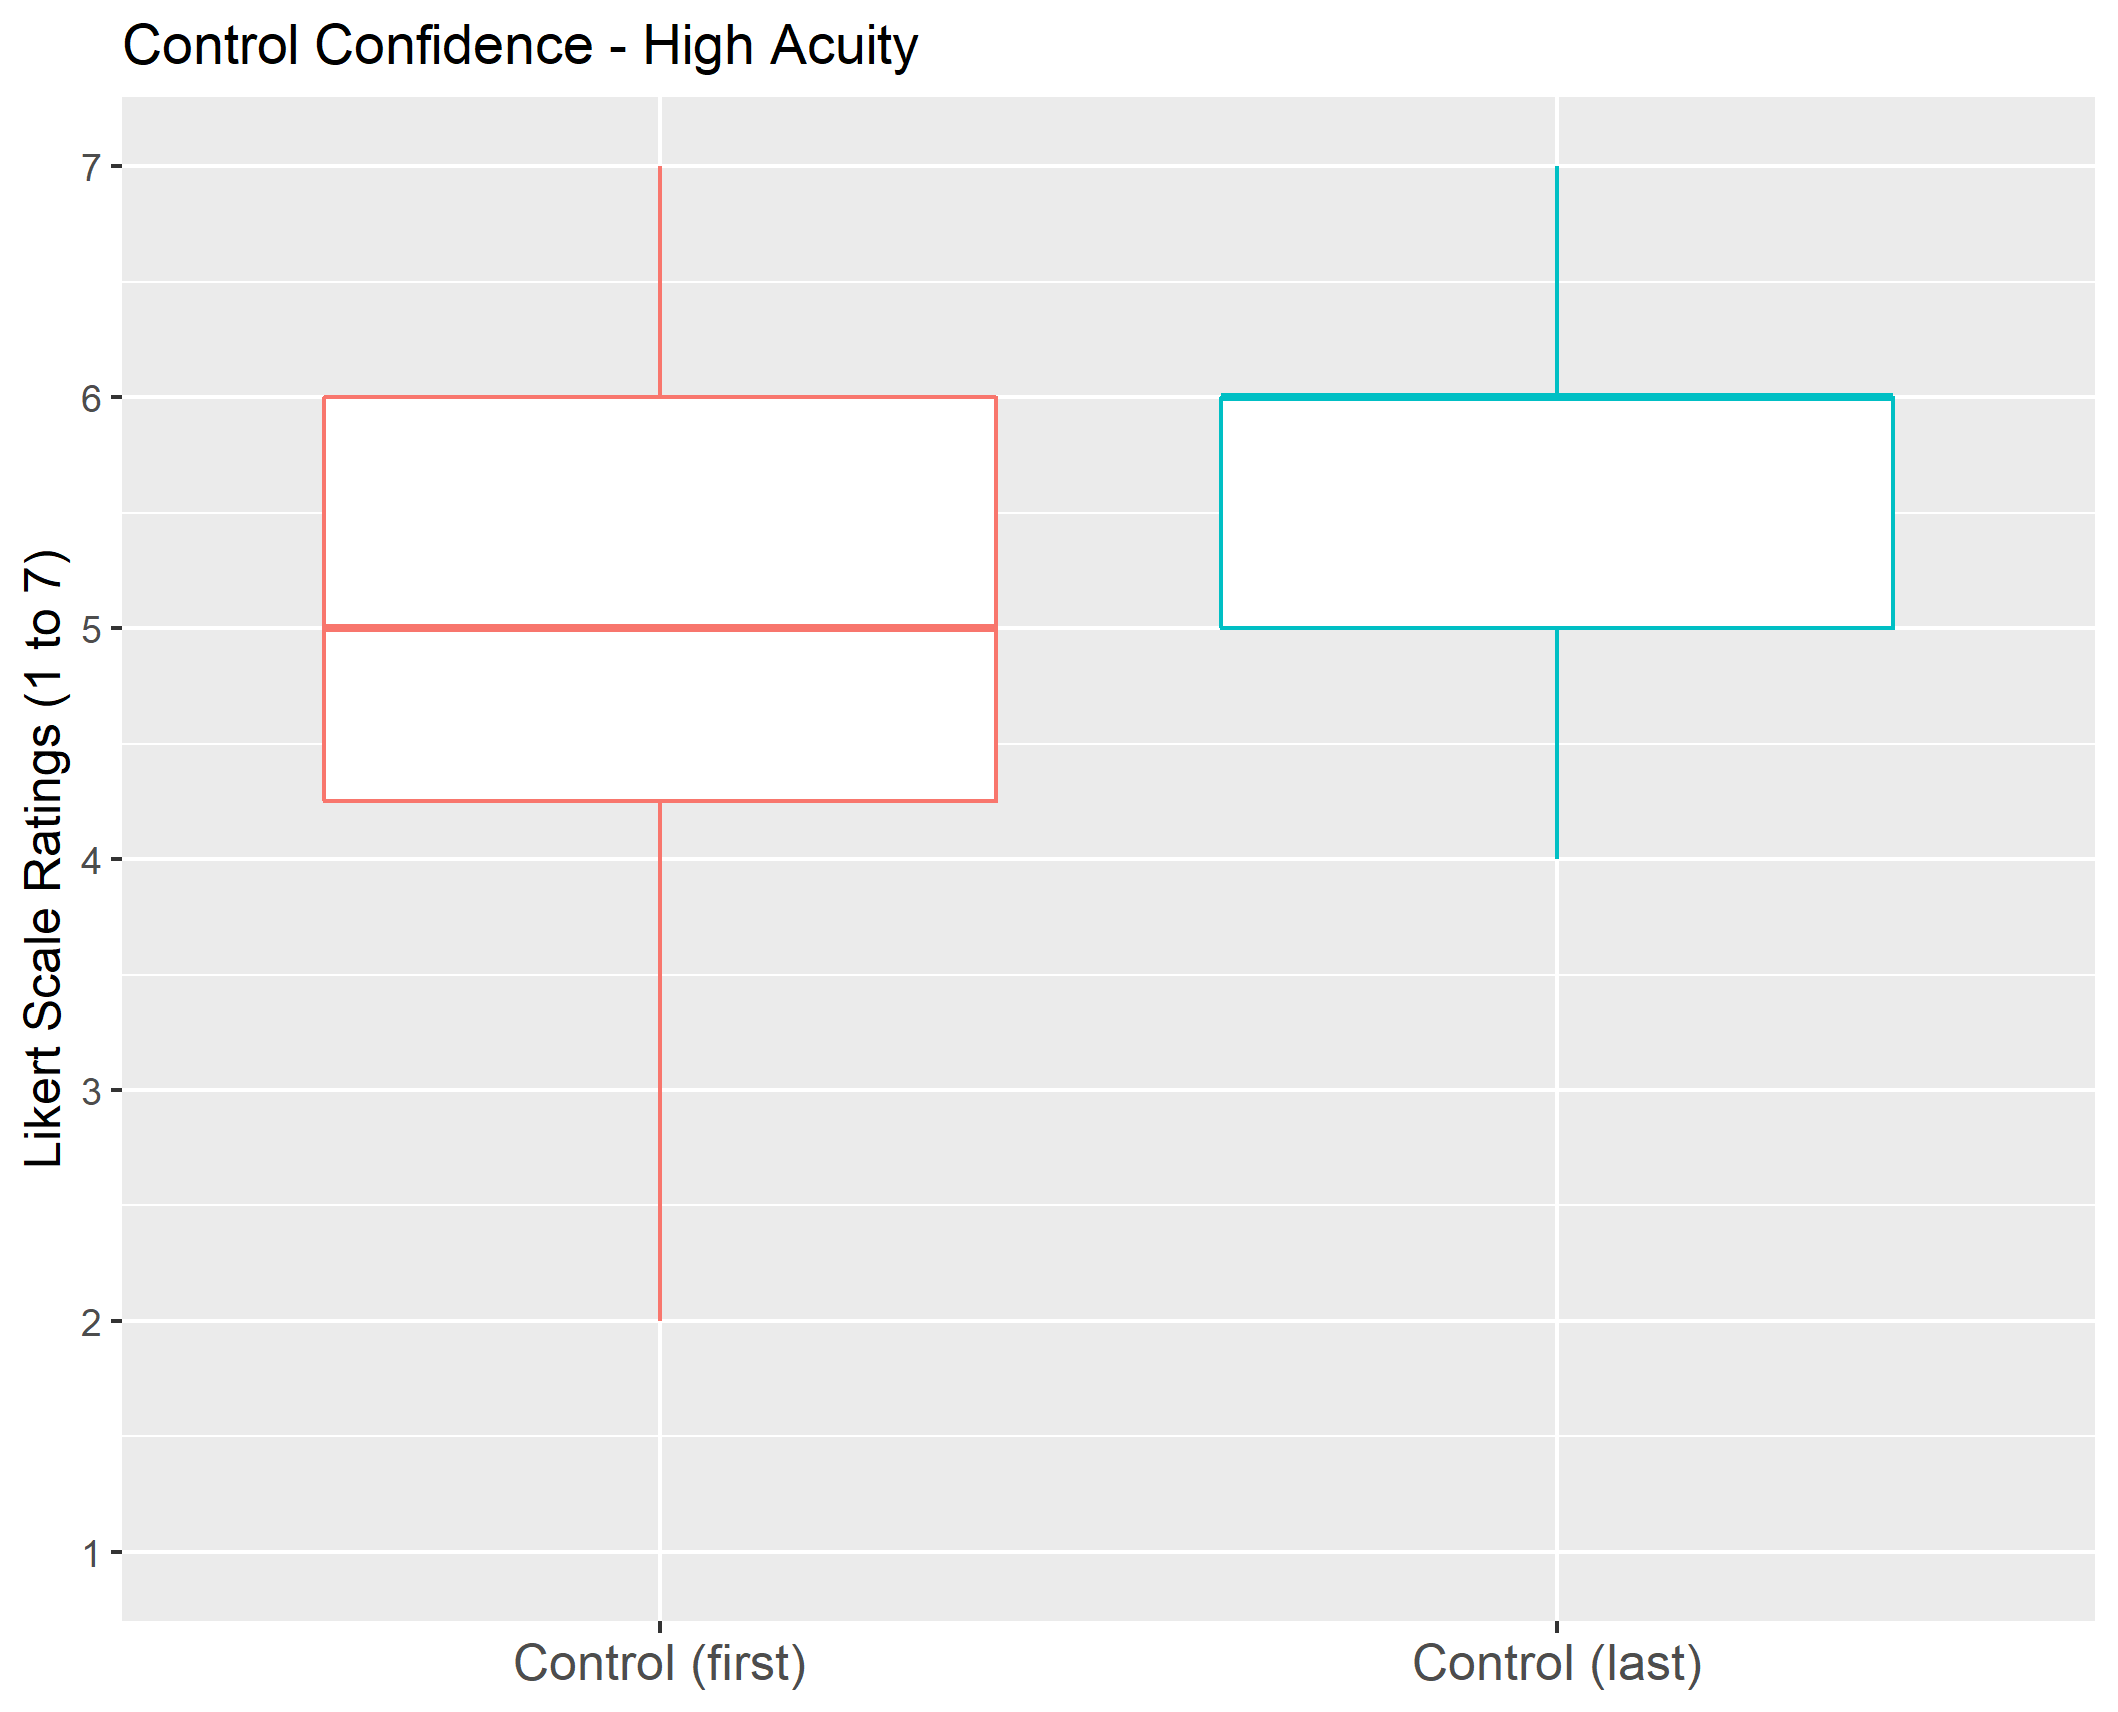 Control Confidence - High Acuity
Likert Scale Ratings (1 to 7)
7
6
5
4
3
2
1
Control (first)
Control (last)